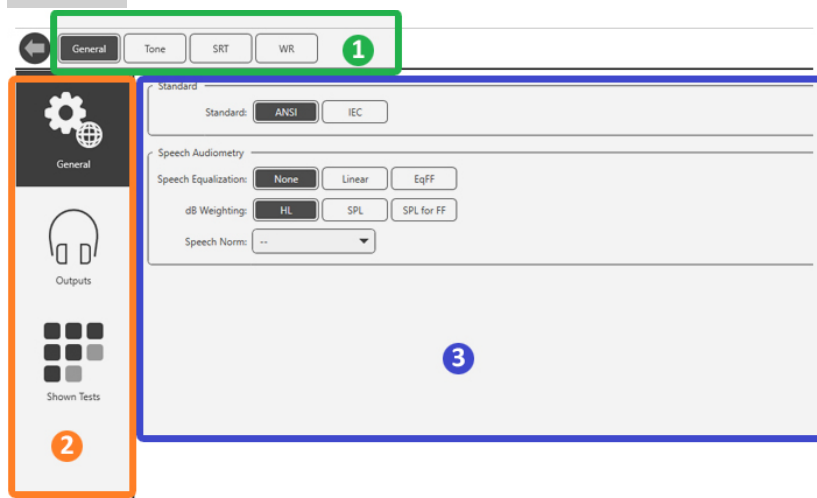 General Tone SRT WR 1
General
Outputs
Shown Tests
2
Standard
Standard: ANSI IEC
Speech Audiometry
Speech Equalization: None Linear EqFF
dB Weighting: HL SPL SPL for FF
Speech Norm: --
3